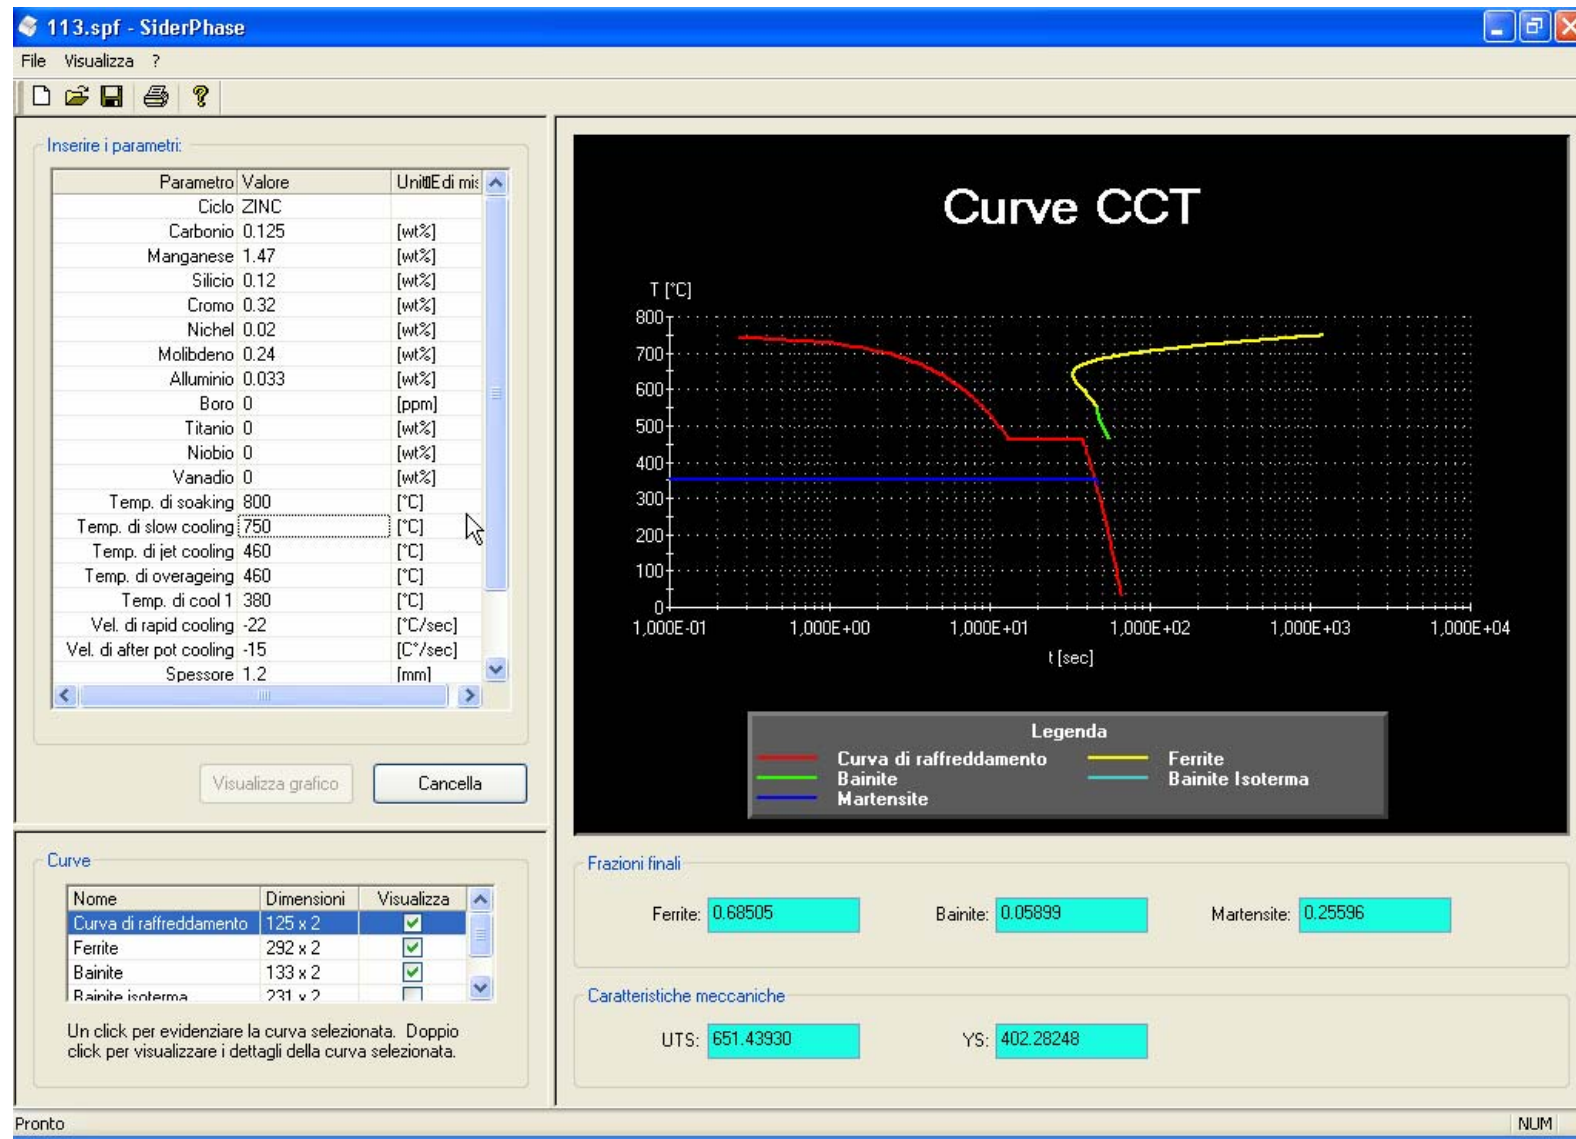 113.spf - SiderPhase
File Visualizza ?
Inserire i parametri:
Parametro Valore
Ciclo ZINC
Carbonio 0.125 [wt%]
Manganese 1.47 [wt%]
Silicio 0.12 [wt%]
Cromo 0.32 [wt%]
Nichel 0.02 [wt%]
Molibdeno 0.24 [wt%]
Alluminio 0.033 [wt%]
Boro 0 [ppm]
Titanio 0 [wt%]
Niobio 0 [wt%]
Vanadio 0 [wt%]
Temp. di soaking 800 [°C]
Temp. di slow cooling 750 [°C]
Temp. di jet cooling 460 [°C]
Temp. di overageing 460 [°C]
Temp. di cool 1 380 [°C]
Vel. di rapid cooling -22 [°C/sec]
Vel. di after pot cooling -15 [C°/sec]
Spessore 1.2 [mm]
Visualizza grafico Cancella
Curve
Nome Dimensioni Visualizza
Curva di raffreddamento 125 x 2
Ferrite 292 x 2
Bainite 133 x 2
Bainite isoterma 231 x 2
Un click per evidenziare la curva selezionata. Doppio
click per visualizzare i dettagli della curva selezionata.
Curve CCT
T [°C]
800
700
600
500
400
300
200
100
0
1,000E-01 1,000E+00 1,000E+01 1,000E+02 1,000E+03 1,000E+04
t [sec]
Legenda
Curva di raffreddamento Ferrite
Bainite Bainite Isoterma
Martensite
Frazioni finali
Ferrite: 0.68505 Bainite: 0.05899 Martensite: 0.25596
Caratteristiche meccaniche
UTS: 651.43930 YS: 402.28248
Pronto NUM